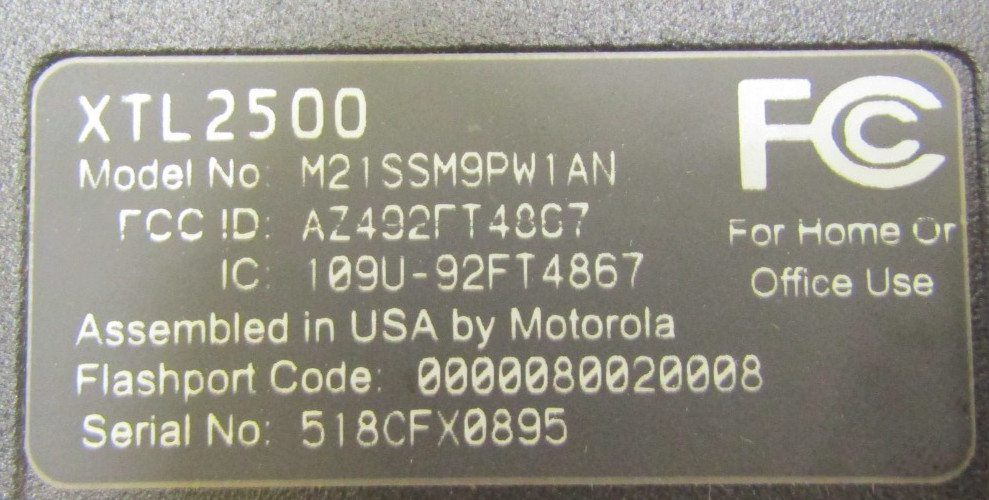 XTL2500
FC
Model No: M21SSM9PW1AN
FCC ID: AZ492FT4867
For Home Or
Office Use
IC: 109U-92FT4867
Assembled in USA by Motorola
Flashport Code: 0000080020008
Serial No: 518CFX0895